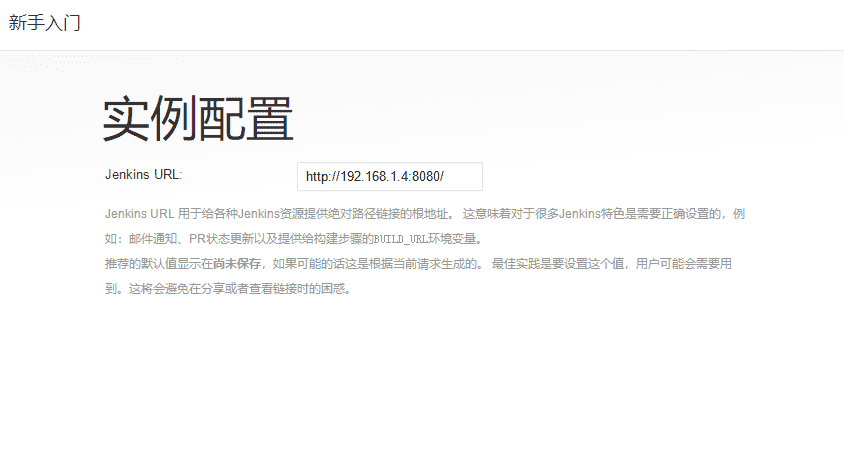 新手入门
实例配置
Jenkins URL: http://192.168.1.4:8080/
Jenkins URL 用于给各种Jenkins资源提供绝对路径链接的根地址。 这意味着对于很多Jenkins特色是需要正确设置的，例
如：邮件通知、PR状态更新以及提供给构建步骤的BUILD_URL环境变量。
推荐的默认值显示在尚未保存，如果可能的话这是根据当前请求生成的。 最佳实践是要设置这个值，用户可能会需要用
到。这将会避免在分享或者查看链接时的困惑。